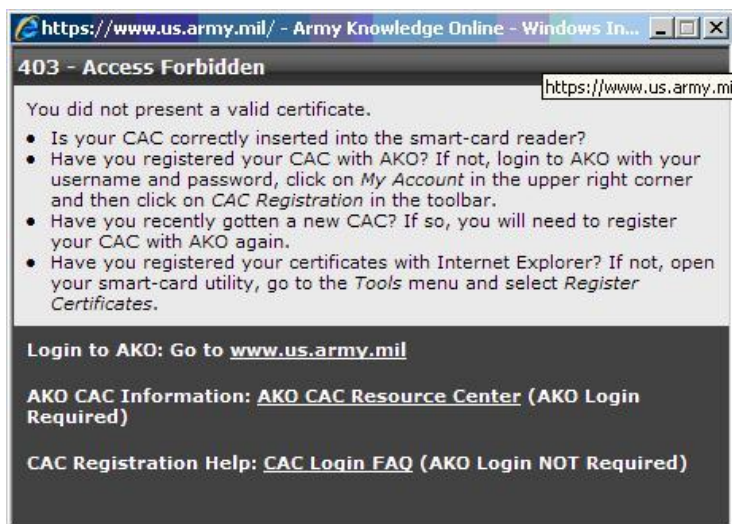 https://www.us.army.mil/ - Army Knowledge Online - Windows In...
403 - Access Forbidden
https://www.us.army.mi
You did not present a valid certificate.
• Is your CAC correctly inserted into the smart-card reader?
• Have you registered your CAC with AKO? If not, login to AKO with your
username and password, click on My Account in the upper right corner
and then click on CAC Registration in the toolbar.
• Have you recently gotten a new CAC? If so, you will need to register
your CAC with AKO again.
• Have you registered your certificates with Internet Explorer? If not, open
your smart-card utility, go to the Tools menu and select Register
Certificates.
Login to AKO: Go to www.us.army.mil
AKO CAC Information: AKO CAC Resource Center (AKO Login
Required)
CAC Registration Help: CAC Login FAQ (AKO Login NOT Required)